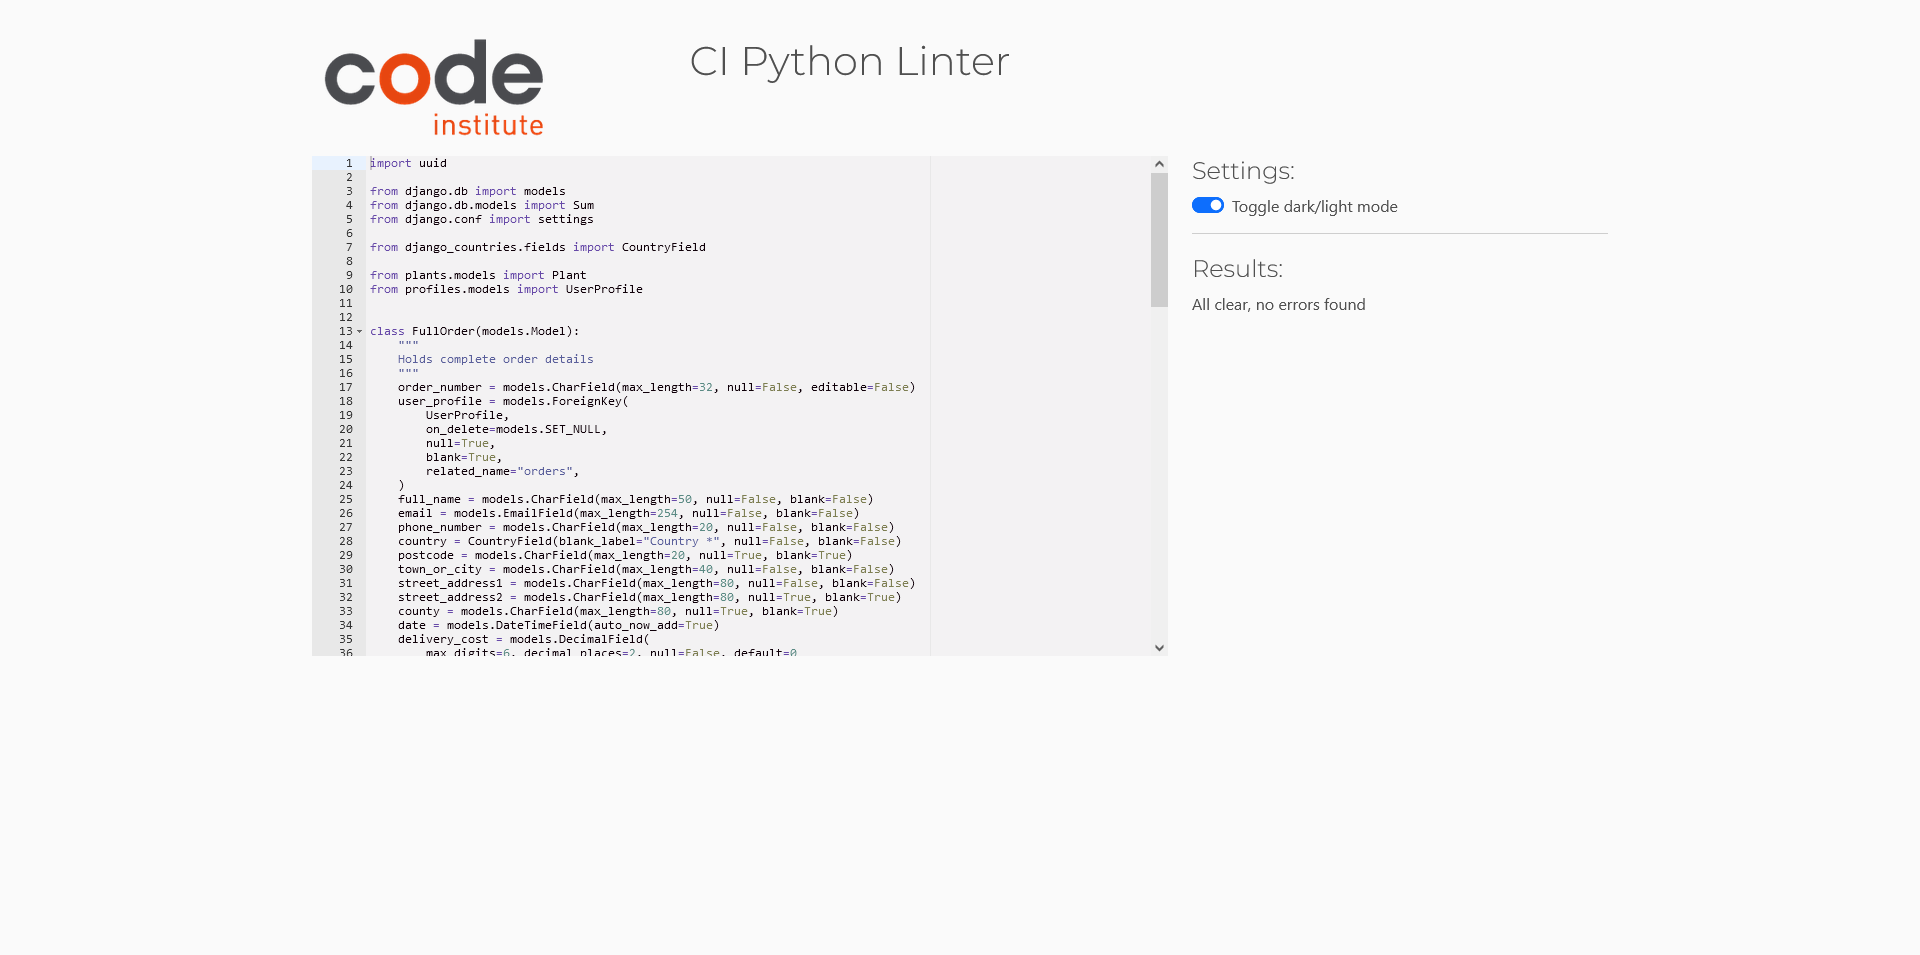 code
institute
CI Python Linter
1 import uuid
2
3 from django.db import models
4 from django.db.models import Sum
5 from django.conf import settings
6
7 from django_countries.fields import CountryField
8
9 from plants.models import Plant
10 from profiles.models import UserProfile
11
12
13 class FullOrder(models.Model):
14     """
15     Holds complete order details
16     """
17     order_number = models.CharField(max_length=32, null=False, editable=False)
18     user_profile = models.ForeignKey(
19         UserProfile,
20         on_delete=models.SET_NULL,
21         null=True,
22         blank=True,
23         related_name="orders",
24     )
25     full_name = models.CharField(max_length=50, null=False, blank=False)
26     email = models.EmailField(max_length=254, null=False, blank=False)
27     phone_number = models.CharField(max_length=20, null=False, blank=False)
28     country = CountryField(blank_label="Country *", null=False, blank=False)
29     postcode = models.CharField(max_length=20, null=True, blank=True)
30     town_or_city = models.CharField(max_length=40, null=False, blank=False)
31     street_address1 = models.CharField(max_length=80, null=False, blank=False)
32     street_address2 = models.CharField(max_length=80, null=True, blank=True)
33     county = models.CharField(max_length=80, null=True, blank=True)
34     date = models.DateTimeField(auto_now_add=True)
35     delivery_cost = models.DecimalField(
36         max_digits=6, decimal_places=2, null=False, default=0
Settings:
Toggle dark/light mode
Results:
All clear, no errors found